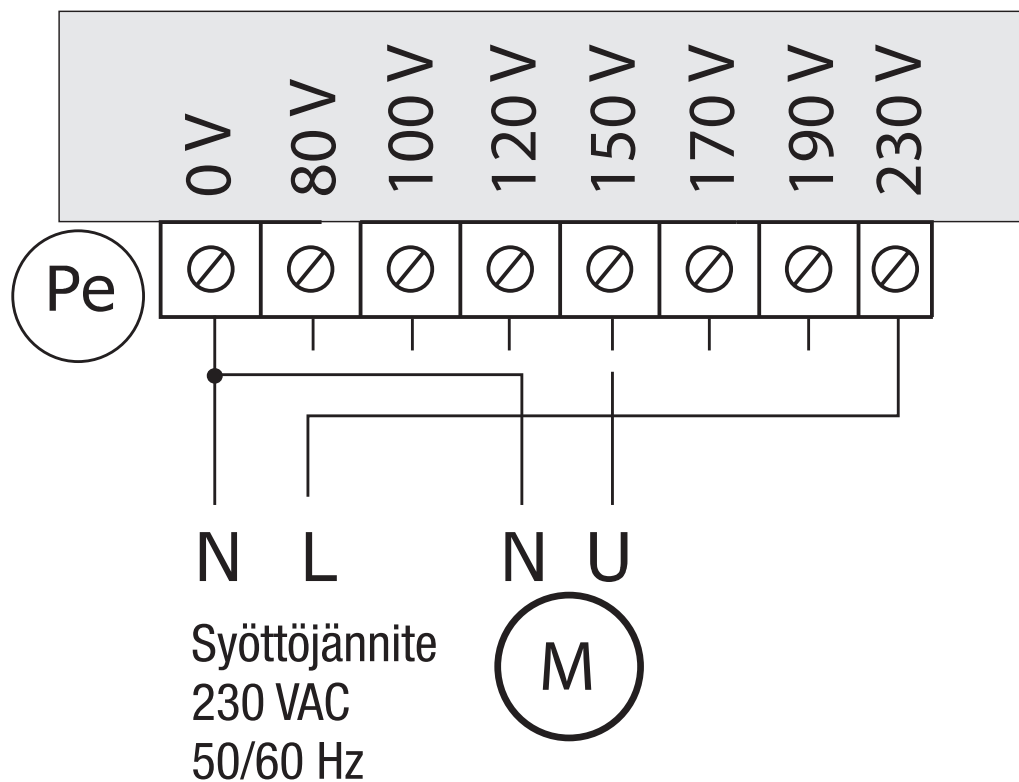 0 V 80 V 100 V 120 V 150 V 170 V 190 V 230 V
Pe
N L N U
M
Syöttöjännite
230 VAC
50/60 Hz